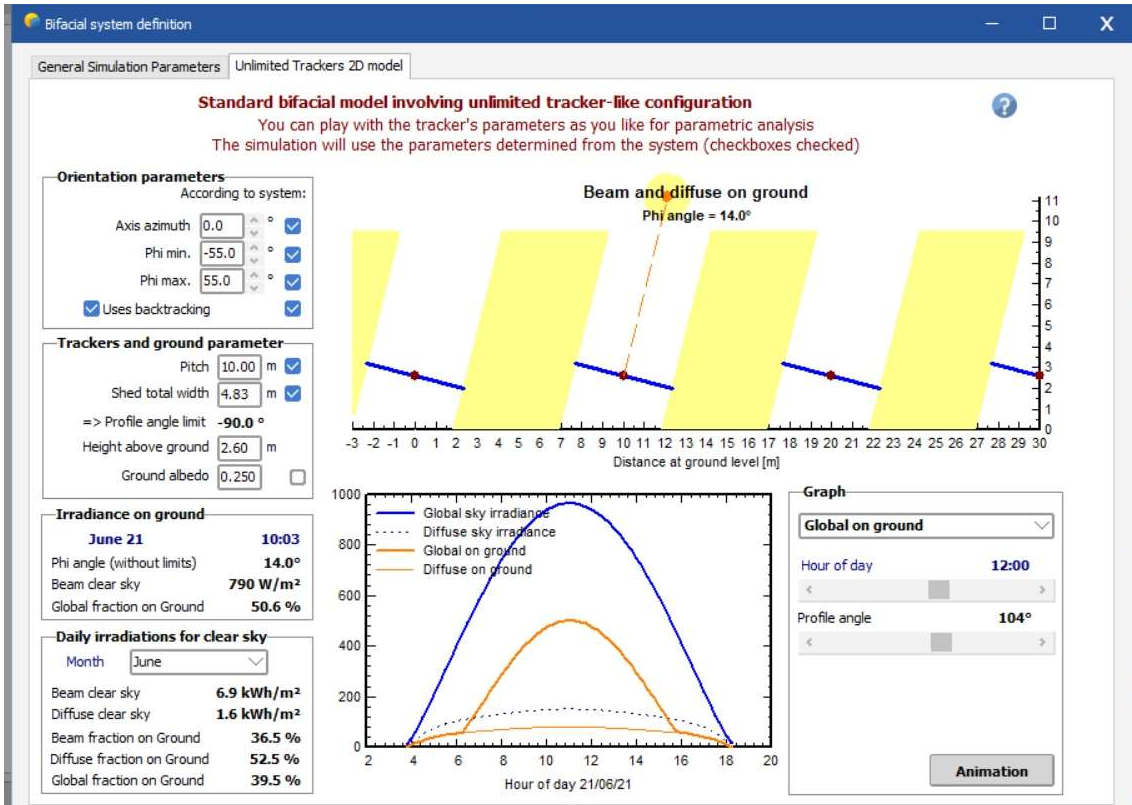 Bifacial system definition
General Simulation Parameters
Unlimited Trackers 2D model
Standard bifacial model involving unlimited tracker-like configuration
You can play with the tracker's parameters as you like for parametric analysis
The simulation will use the parameters determined from the system (checkboxes checked)
?
Orientation parameters
According to system:
Axis azimuth 0.0 °
Phi min. -55.0 °
Phi max. 55.0 °
Uses backtracking
Trackers and ground parameter
Pitch 10.00 m
Shed total width 4.83 m
=> Profile angle limit -90.0 °
Height above ground 2.60 m
Ground albedo 0.250
Irradiance on ground
June 21 10:03
Phi angle (without limits) 14.0°
Beam clear sky 790 W/m²
Global fraction on Ground 50.6 %
Daily irradiations for clear sky
Month June
Beam clear sky 6.9 kWh/m²
Diffuse clear sky 1.6 kWh/m²
Beam fraction on Ground 36.5 %
Diffuse fraction on Ground 52.5 %
Global fraction on Ground 39.5 %
Beam and diffuse on ground
Phi angle = 14.0°
11
10
9
8
7
6
5
4
3
2
1
0
-3 -2 -1 0 1 2 3 4 5 6 7 8 9 10 11 12 13 14 15 16 17 18 19 20 21 22 23 24 25 26 27 28 29 30
Distance at ground level [m]
1000
800
600
400
200
0
Global sky irradiance
Diffuse sky irradiance
Global on ground
Diffuse on ground
2 4 6 8 10 12 14 16 18 20
Hour of day 21/06/21
Graph
Global on ground
Hour of day 12:00
Profile angle 104°
Animation